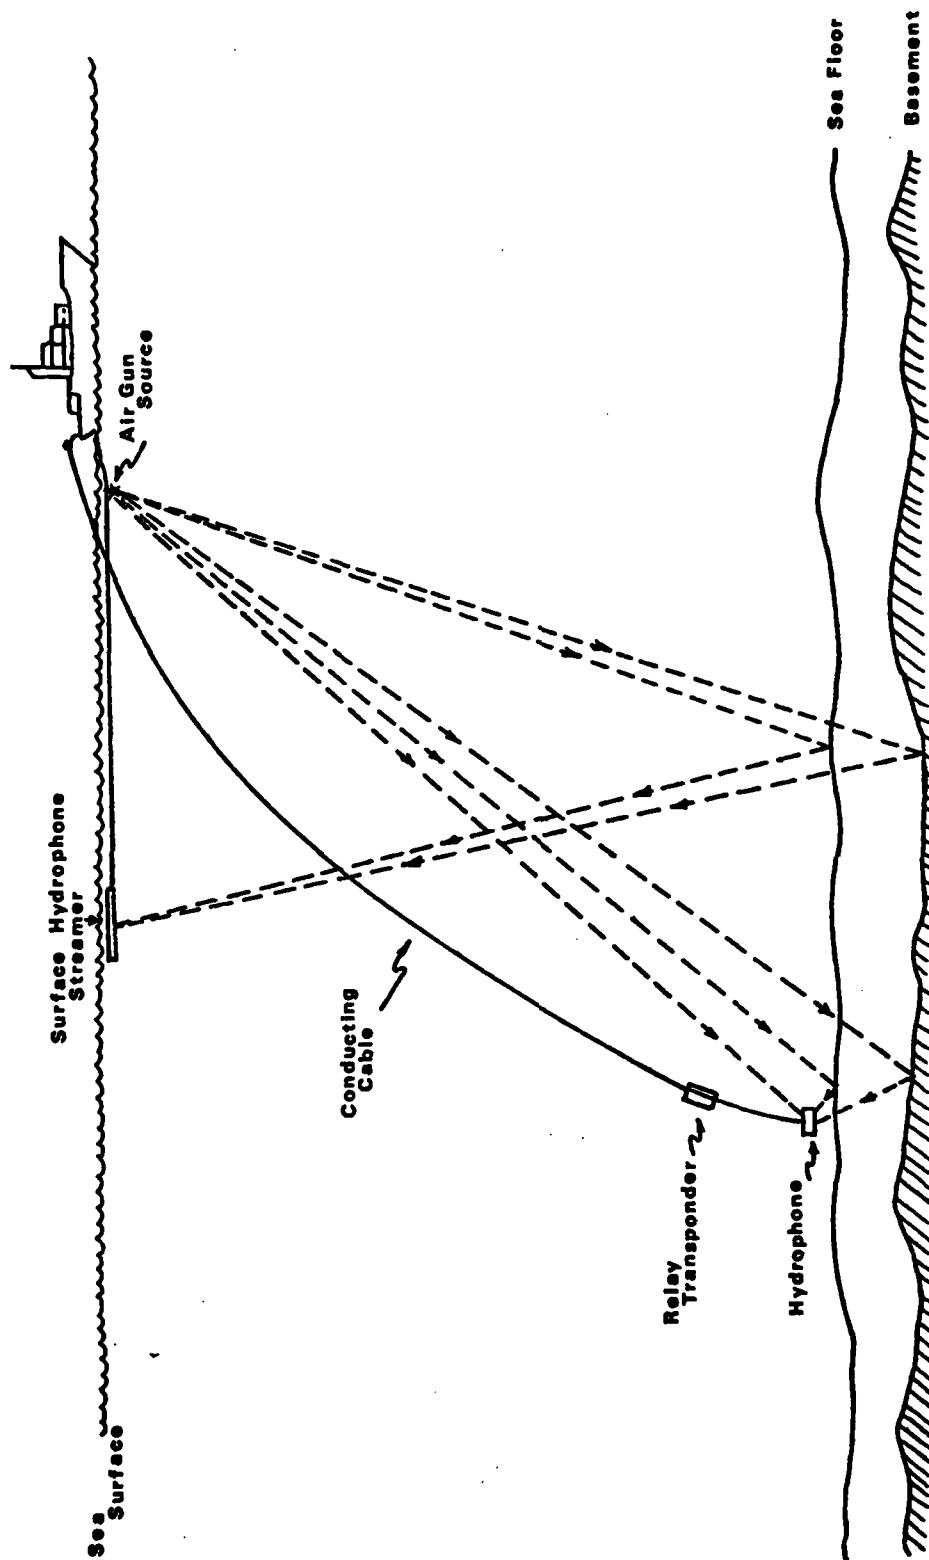 Sea
Surface
Surface Hydrophone
Streamer
Air Gun
Source
Conducting
Cable
Relay
Transponder
Hydrophone
Sea Floor
Basement